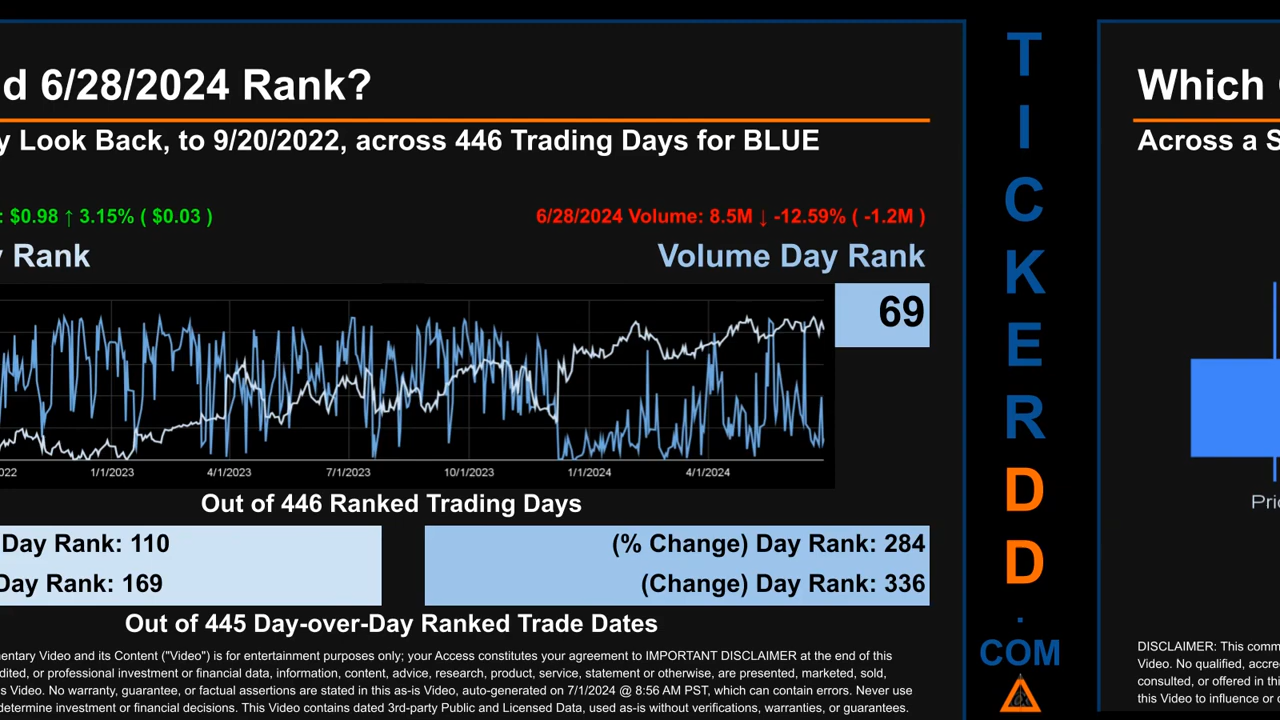 d 6/28/2024 Rank?
y Look Back, to 9/20/2022, across 446 Trading Days for BLUE
: $0.98 ↑ 3.15% ( $0.03 )
6/28/2024 Volume: 8.5M ↓ -12.59% ( -1.2M )
y Rank
Volume Day Rank
69
2022 1/1/2023 4/1/2023 7/1/2023 10/1/2023 1/1/2024 4/1/2024
Out of 446 Ranked Trading Days
Day Rank: 110
Day Rank: 169
(% Change) Day Rank: 284
(Change) Day Rank: 336
Out of 445 Day-over-Day Ranked Trade Dates
mentary Video and its Content ("Video") is for entertainment purposes only; your Access constitutes your agreement to IMPORTANT DISCLAIMER at the end of this
dited, or professional investment or financial data, information, content, advice, research, product, service, statement or otherwise, are presented, marketed, sold,
s Video. No warranty, guarantee, or factual assertions are stated in this as-is Video, auto-generated on 7/1/2024 @ 8:56 AM PST, which can contain errors. Never use
determine investment or financial decisions. This Video contains dated 3rd-party Public and Licensed Data, used as-is without verifications, warranties, or guarantees.
TICKERDD
.
COM
Which
Across a S
Pric
DISCLAIMER: This comm
Video. No qualified, accre
consulted, or offered in thi
this Video to influence or d